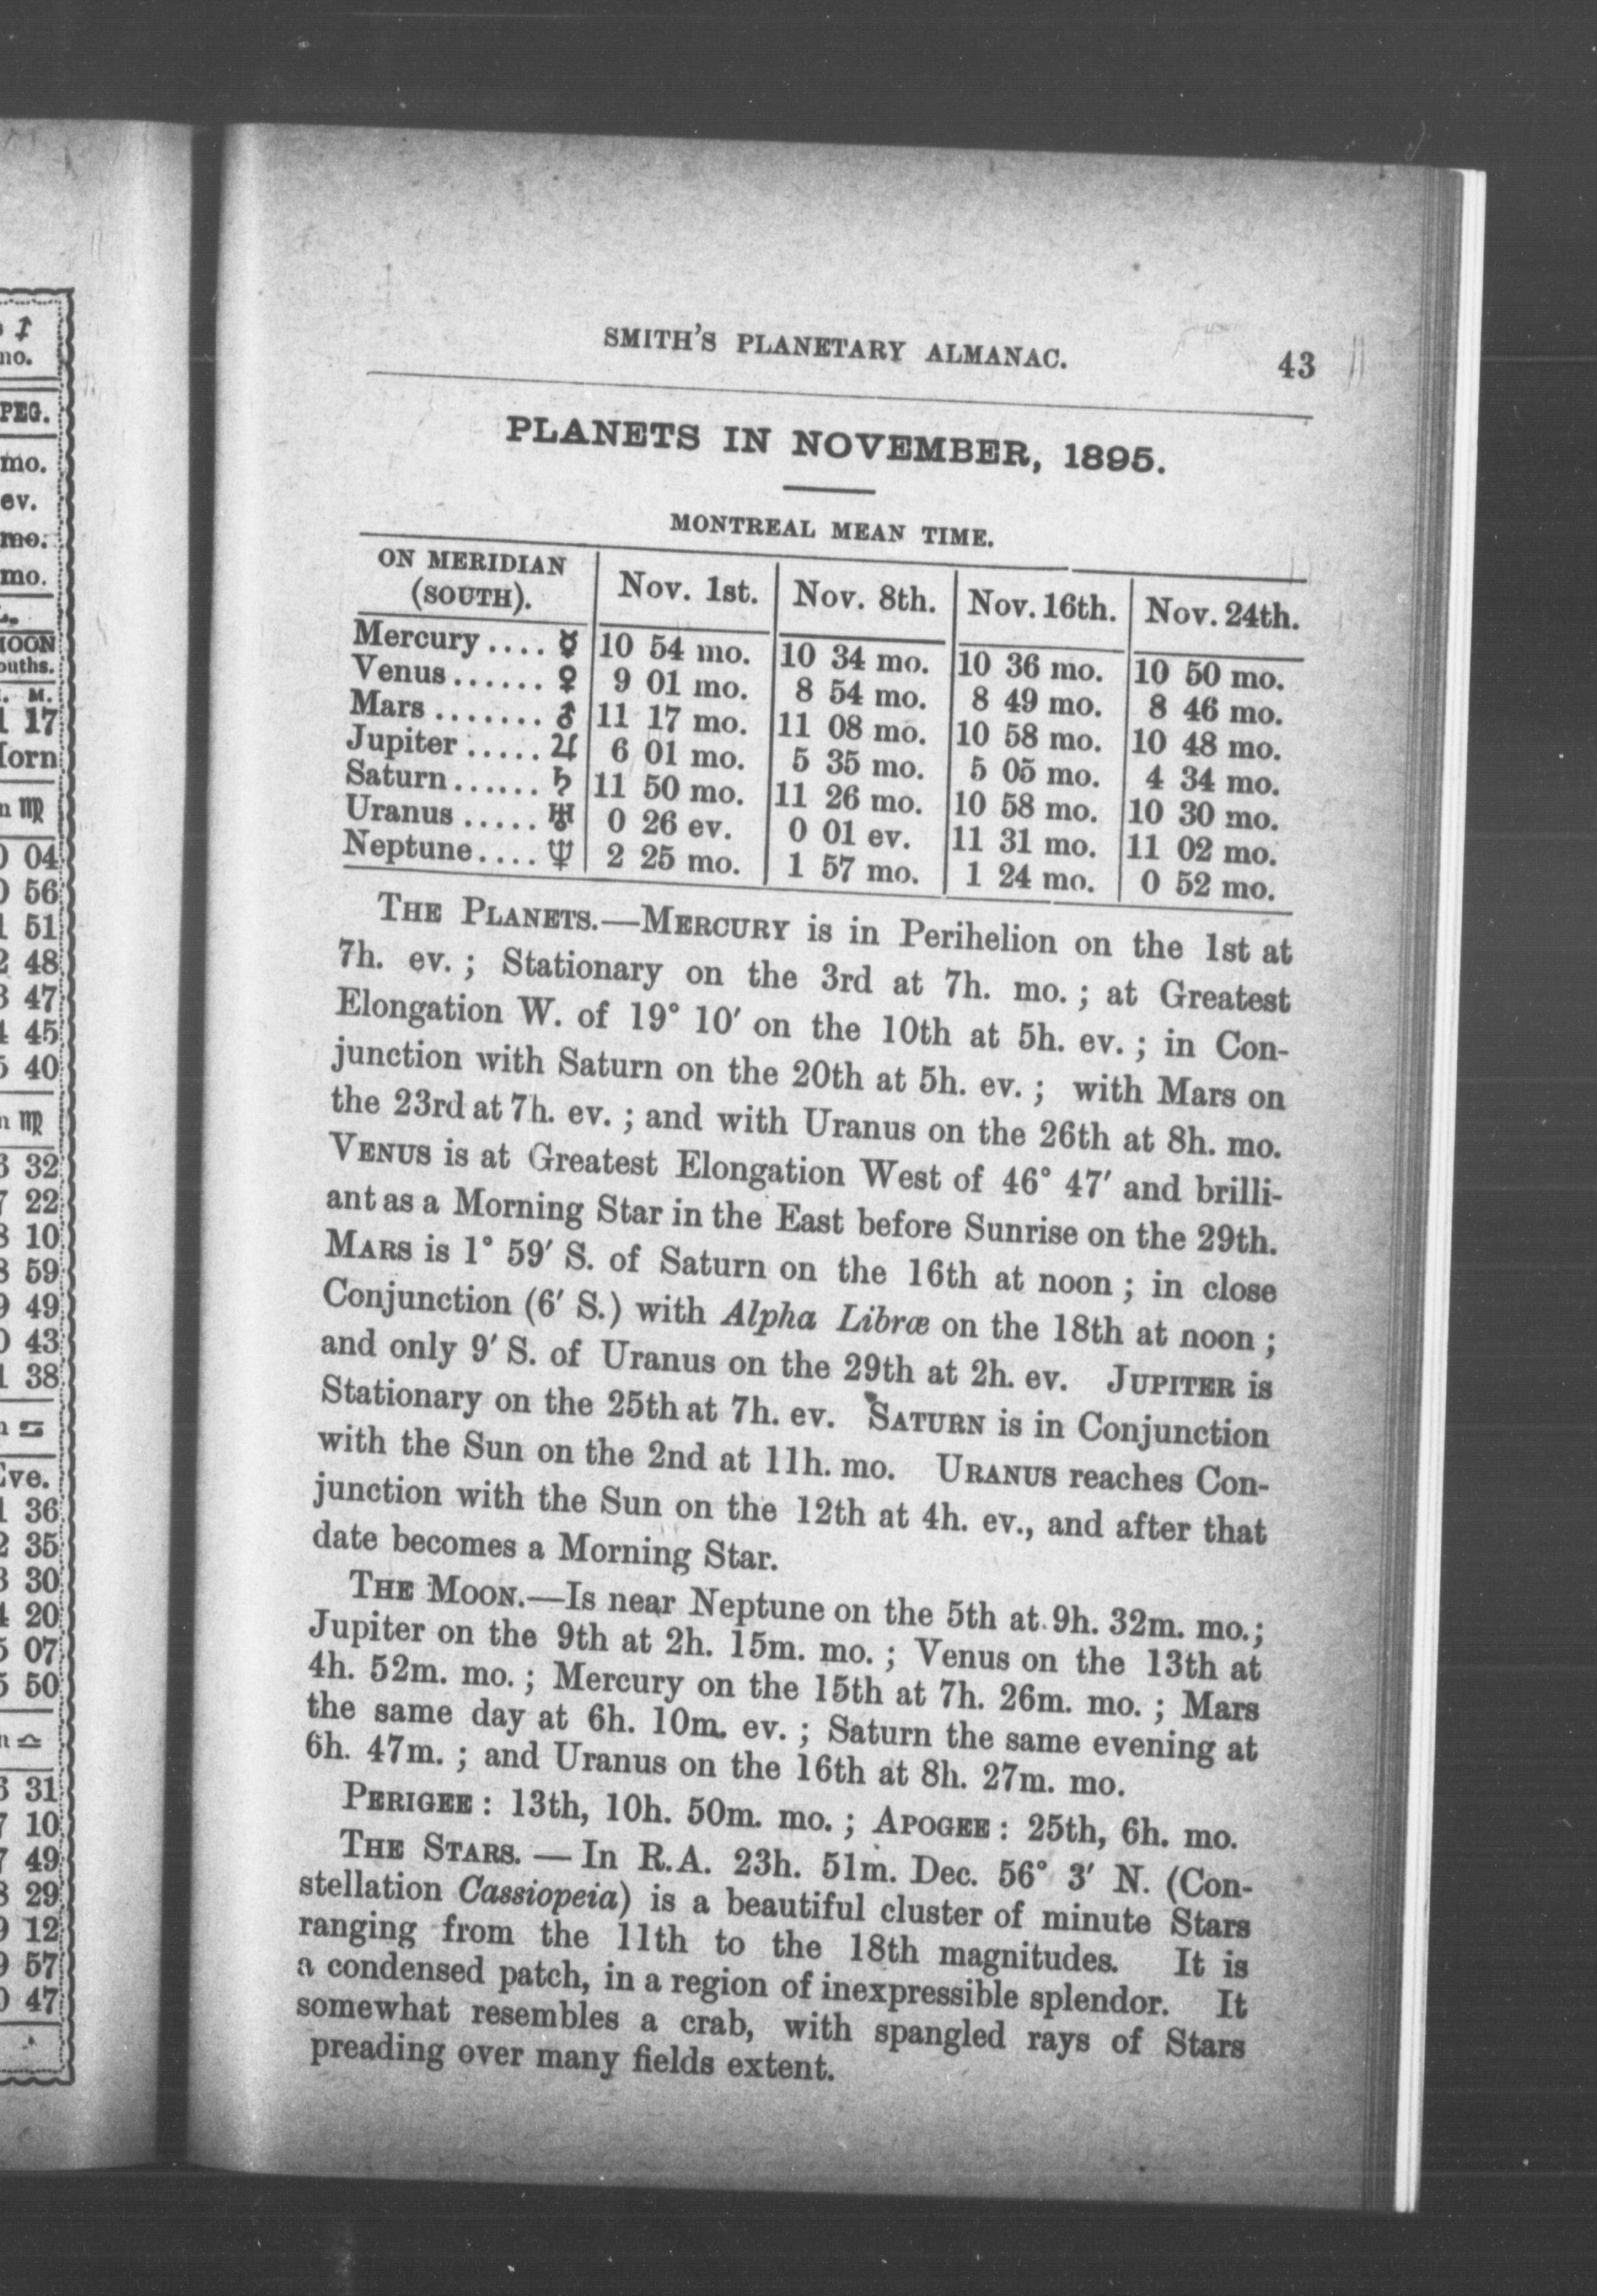 SMITH'S PLANETARY ALMANAC. 43
PLANETS IN NOVEMBER, 1895.
MONTREAL MEAN TIME.
ON MERIDIAN (SOUTH). Nov. 1st. Nov. 8th. Nov. 16th. Nov. 24th.
Mercury .... ☿ 10 54 mo. 10 34 mo. 10 36 mo. 10 50 mo.
Venus ...... ♀ 9 01 mo. 8 54 mo. 8 49 mo. 8 46 mo.
Mars ....... ♂ 11 17 mo. 11 08 mo. 10 58 mo. 10 48 mo.
Jupiter ..... ♃ 6 01 mo. 5 35 mo. 5 05 mo. 4 34 mo.
Saturn ...... ♄ 11 50 mo. 11 26 mo. 10 58 mo. 10 30 mo.
Uranus ..... ♅ 0 26 ev. 0 01 ev. 11 31 mo. 11 02 mo.
Neptune .... ♆ 2 25 mo. 1 57 mo. 1 24 mo. 0 52 mo.
THE PLANETS.—MERCURY is in Perihelion on the 1st at
7h. ev. ; Stationary on the 3rd at 7h. mo. ; at Greatest
Elongation W. of 19° 10′ on the 10th at 5h. ev. ; in Con-
junction with Saturn on the 20th at 5h. ev. ; with Mars on
the 23rd at 7h. ev. ; and with Uranus on the 26th at 8h. mo.
VENUS is at Greatest Elongation West of 46° 47′ and brilli-
ant as a Morning Star in the East before Sunrise on the 29th.
MARS is 1° 59′ S. of Saturn on the 16th at noon ; in close
Conjunction (6′ S.) with Alpha Libræ on the 18th at noon ;
and only 9′ S. of Uranus on the 29th at 2h. ev. JUPITER is
Stationary on the 25th at 7h. ev. SATURN is in Conjunction
with the Sun on the 2nd at 11h. mo. URANUS reaches Con-
junction with the Sun on the 12th at 4h. ev., and after that
date becomes a Morning Star.
THE MOON.—Is near Neptune on the 5th at 9h. 32m. mo.;
Jupiter on the 9th at 2h. 15m. mo. ; Venus on the 13th at
4h. 52m. mo. ; Mercury on the 15th at 7h. 26m. mo. ; Mars
the same day at 6h. 10m. ev. ; Saturn the same evening at
6h. 47m. ; and Uranus on the 16th at 8h. 27m. mo.
PERIGEE : 13th, 10h. 50m. mo. ; APOGEE : 25th, 6h. mo.
THE STARS. — In R.A. 23h. 51m. Dec. 56° 3′ N. (Con-
stellation Cassiopeia) is a beautiful cluster of minute Stars
ranging from the 11th to the 18th magnitudes. It is
a condensed patch, in a region of inexpressible splendor. It
somewhat resembles a crab, with spangled rays of Stars
preading over many fields extent.